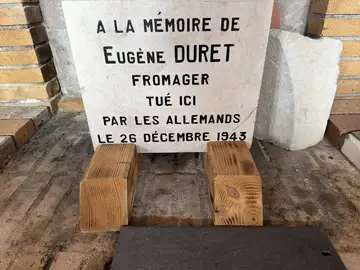 A LA MÉMOIRE DE
EUGÈNE DURET
FROMAGER
TUÉ ICI
PAR LES ALLEMANDS
LE 26 DÉCEMBRE 1943